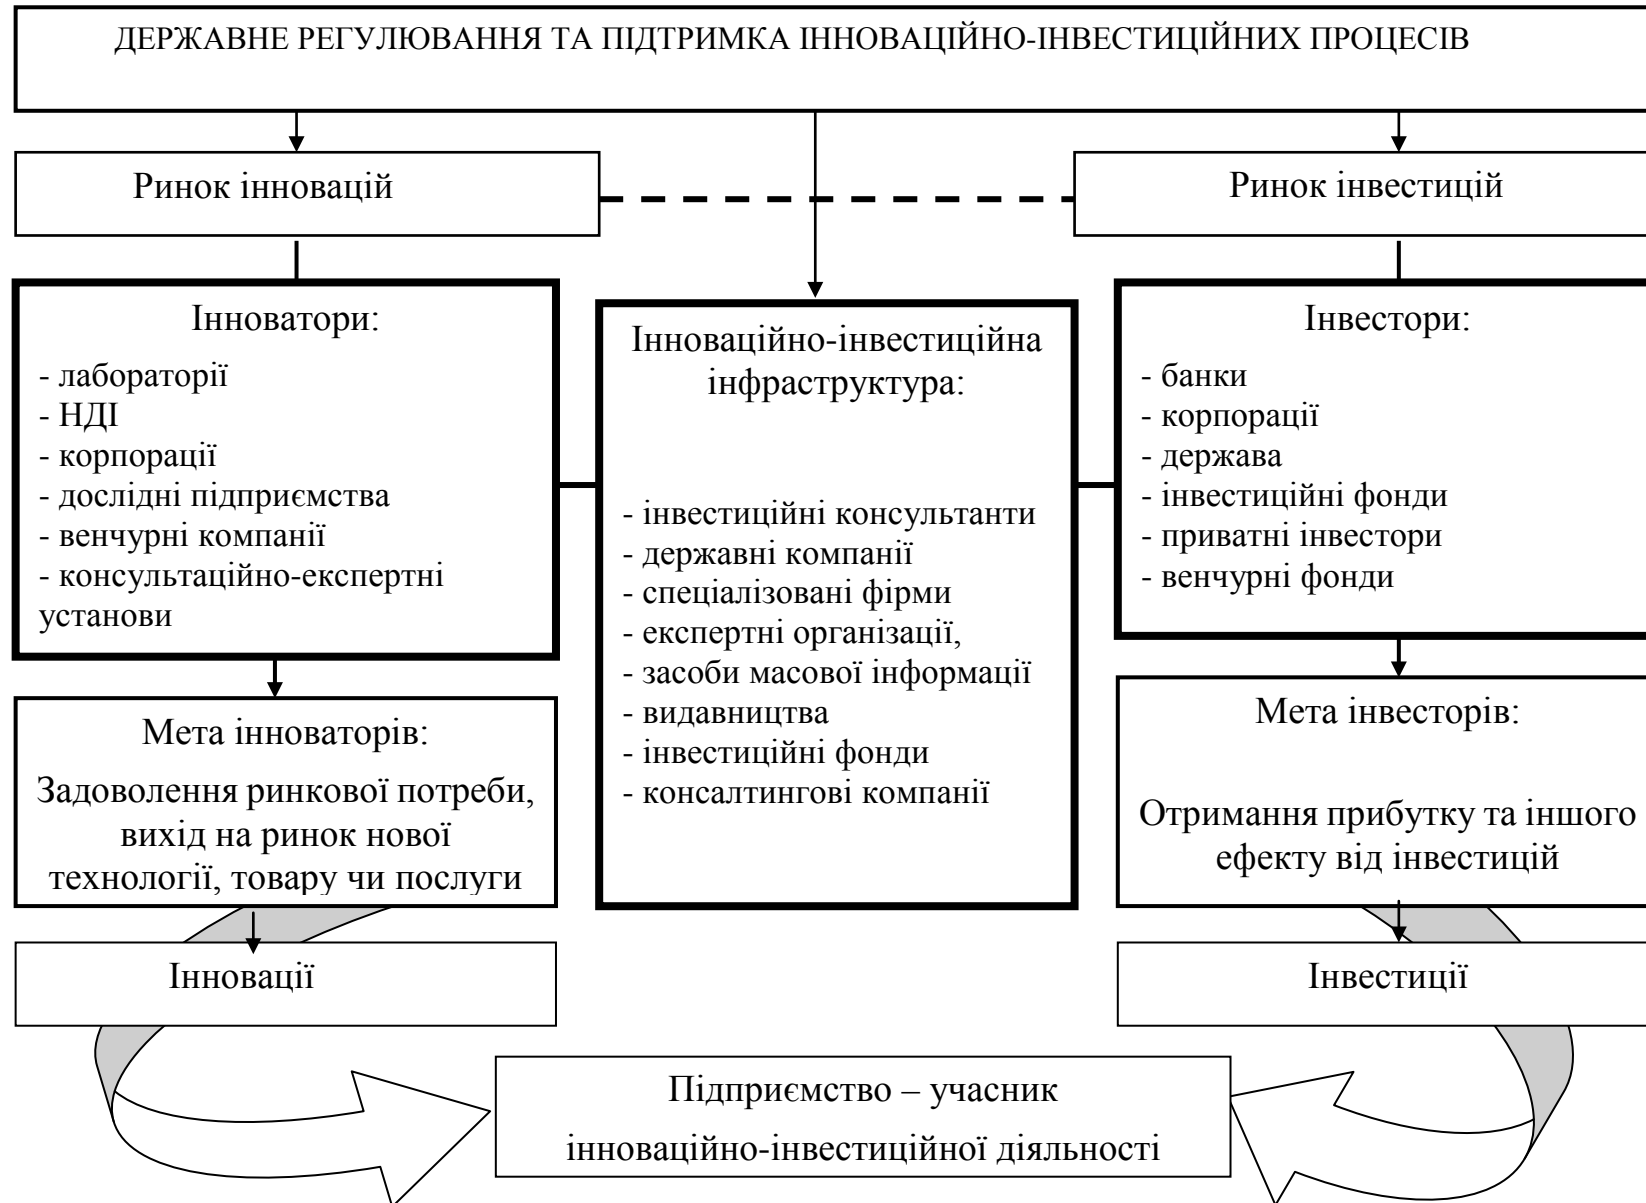 ДЕРЖАВНЕ РЕГУЛЮВАННЯ ТА ПІДТРИМКА ІННОВАЦІЙНО-ІНВЕСТИЦІЙНИХ ПРОЦЕСІВ
Ринок інновацій
Ринок інвестицій
Інноватори:
- лабораторії
- НДІ
- корпорації
- дослідні підприємства
- венчурні компанії
- консультаційно-експертні
установи
Інноваційно-інвестиційна
інфраструктура:
- інвестиційні консультанти
- державні компанії
- спеціалізовані фірми
- експертні організації,
- засоби масової інформації
- видавництва
- інвестиційні фонди
- консалтингові компанії
Інвестори:
- банки
- корпорації
- держава
- інвестиційні фонди
- приватні інвестори
- венчурні фонди
Мета інноваторів:
Задоволення ринкової потреби,
вихід на ринок нової
технології, товару чи послуги
Мета інвесторів:
Отримання прибутку та іншого
ефекту від інвестицій
Інновації
Інвестиції
Підприємство – учасник
інноваційно-інвестиційної діяльності